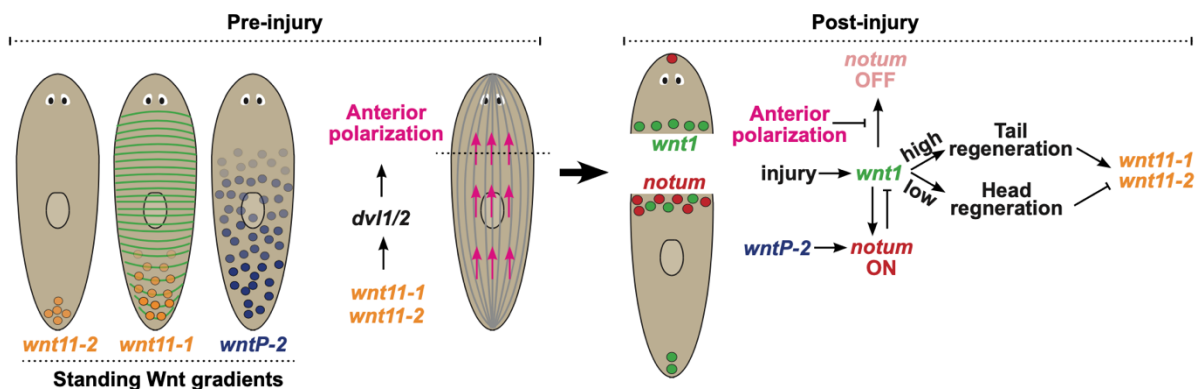 Pre-injury
wnt11-2
wnt11-1
wntP-2
Standing Wnt gradients
Anterior
polarization
dvl1/2
wnt11-1
wnt11-2
Post-injury
wnt1
notum
notum
OFF
Anterior
polarization
injury
wnt1
high
low
Tail
regeneration
Head
regneration
wnt11-1
wnt11-2
wntP-2
notum
ON